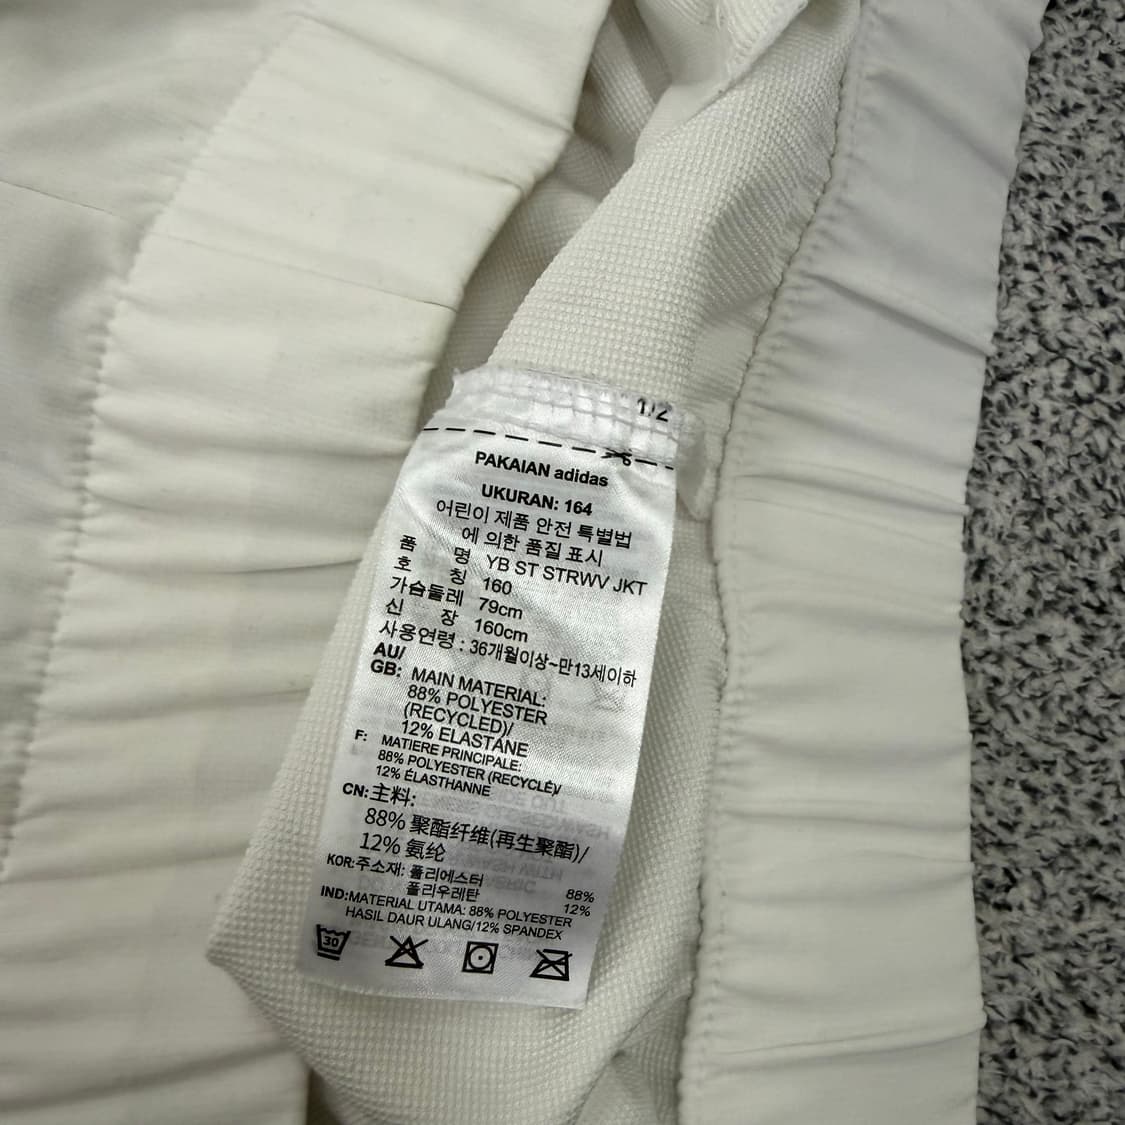 1/2
PAKAIAN adidas
UKURAN: 164
어린이 제품 안전 특별법
에 의한 품질 표시
품 명 YB ST STRWV JKT
호 칭 160
가슴둘레 79cm
신 장 160cm
사용연령 : 36개월이상~만13세이하
AU/
GB: MAIN MATERIAL:
88% POLYESTER
(RECYCLED)/
12% ELASTANE
F: MATIERE PRINCIPALE:
88% POLYESTER (RECYCLÉ)/
12% ÉLASTHANNE
CN:主料:
88% 聚酯纤维(再生聚酯)/
12% 氨纶
KOR:주소재: 폴리에스터 88%
폴리우레탄 12%
IND:MATERIAL UTAMA: 88% POLYESTER
HASIL DAUR ULANG/12% SPANDEX
30